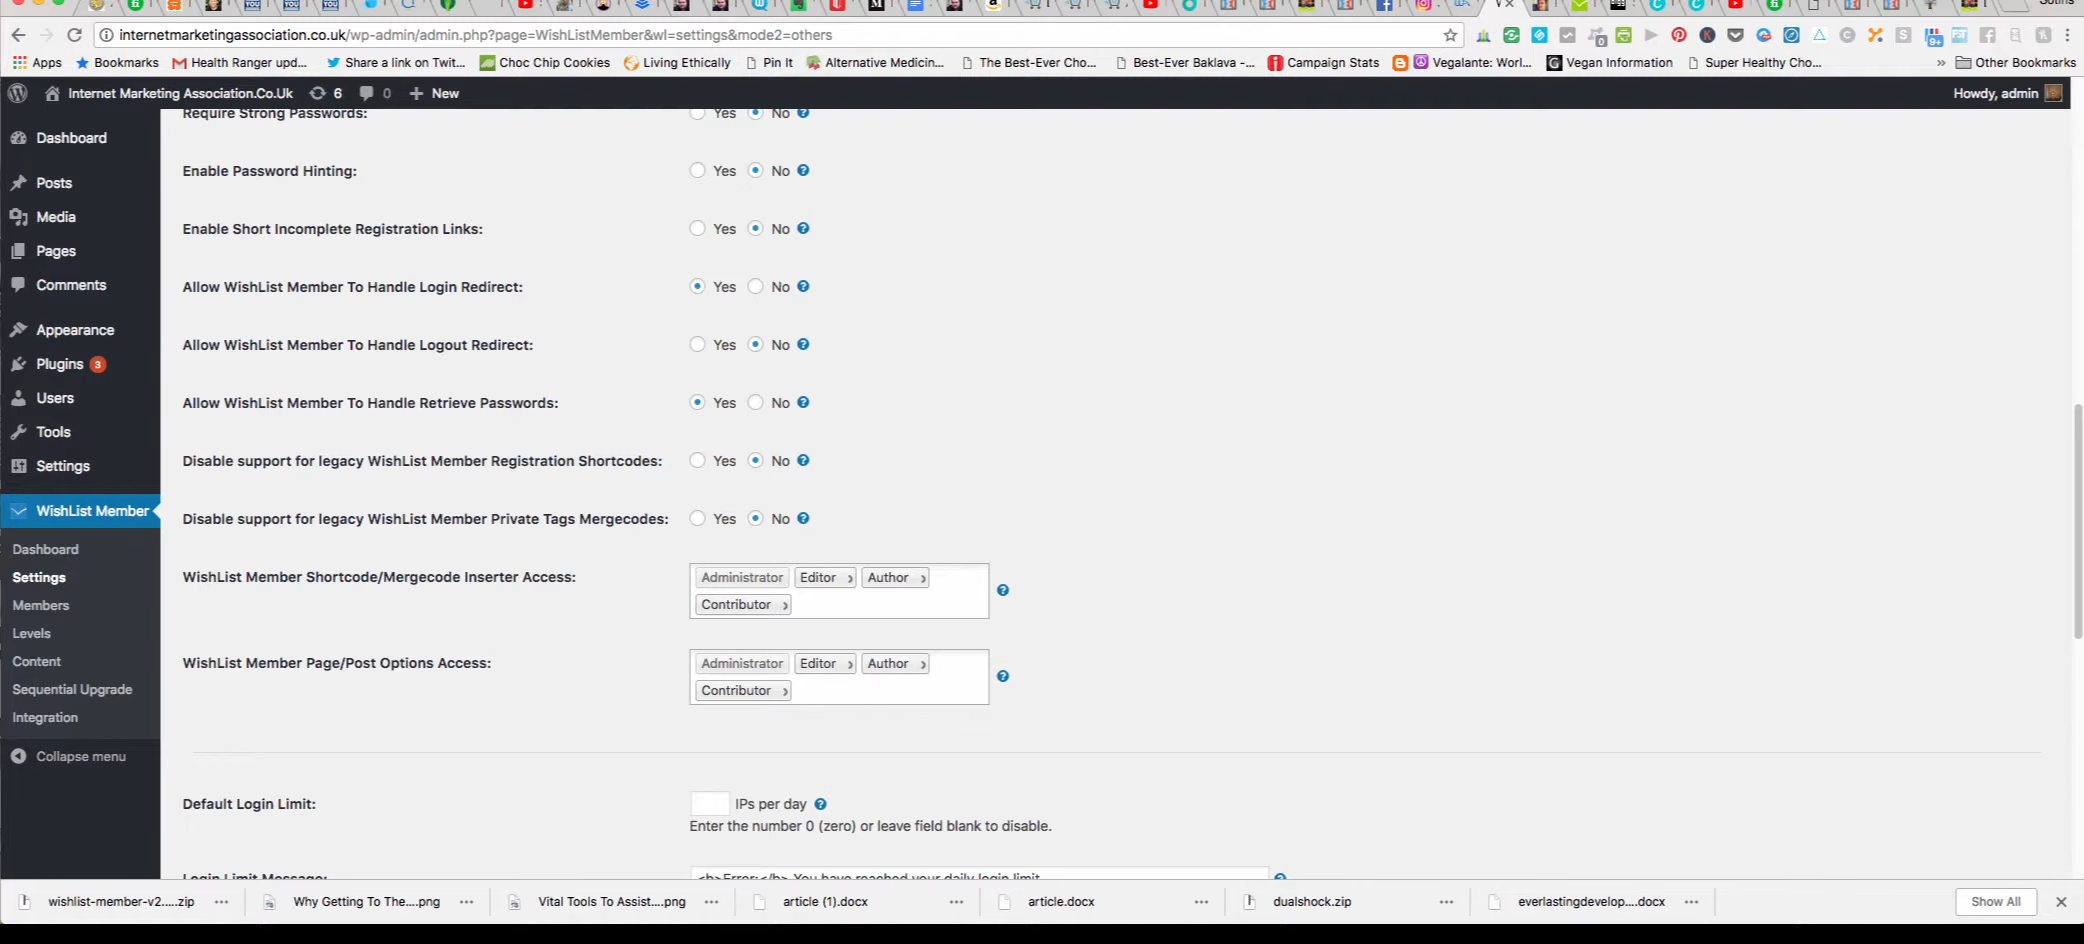 internetmarketingassociation.co.uk/wp-admin/admin.php?page=WishListMember&wl=settings&mode2=others
Apps Bookmarks Health Ranger upd... Share a link on Twit... Choc Chip Cookies Living Ethically Pin It Alternative Medicin... The Best-Ever Cho... Best-Ever Baklava -... Campaign Stats Vegalante: Worl... Vegan Information Super Healthy Cho... » Other Bookmarks
Internet Marketing Association.Co.Uk 6 0 New Howdy, admin
Dashboard
Posts
Media
Pages
Comments
Appearance
Plugins 3
Users
Tools
Settings
WishList Member
Dashboard
Settings
Members
Levels
Content
Sequential Upgrade
Integration
Collapse menu
Require Strong Passwords: Yes No
Enable Password Hinting: Yes No
Enable Short Incomplete Registration Links: Yes No
Allow WishList Member To Handle Login Redirect: Yes No
Allow WishList Member To Handle Logout Redirect: Yes No
Allow WishList Member To Handle Retrieve Passwords: Yes No
Disable support for legacy WishList Member Registration Shortcodes: Yes No
Disable support for legacy WishList Member Private Tags Mergecodes: Yes No
WishList Member Shortcode/Mergecode Inserter Access: Administrator Editor Author
Contributor
WishList Member Page/Post Options Access: Administrator Editor Author
Contributor
Default Login Limit: IPs per day
Enter the number 0 (zero) or leave field blank to disable.
Login Limit Message: <b>Error:</b> You have reached your daily login limit.
wishlist-member-v2.....zip Why Getting To The....png Vital Tools To Assist....png article (1).docx article.docx dualshock.zip everlastingdevelop....docx Show All